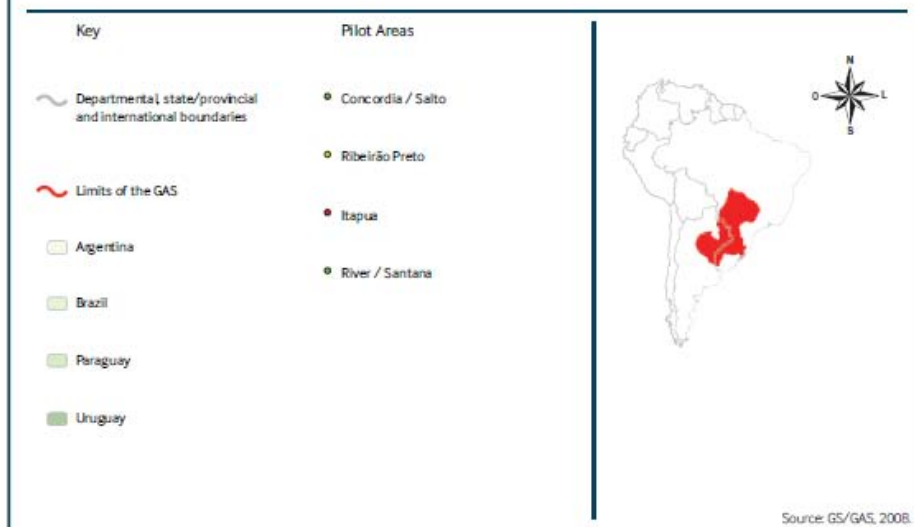 Key
Departmental, state/provincial
and international boundaries
Limits of the GAS
Argentina
Brazil
Paraguay
Uruguay
Pilot Areas
Concordia / Salto
Ribeirão Preto
Itapua
River / Santana
N
O
L
S
Source: GS/GAS, 2008.